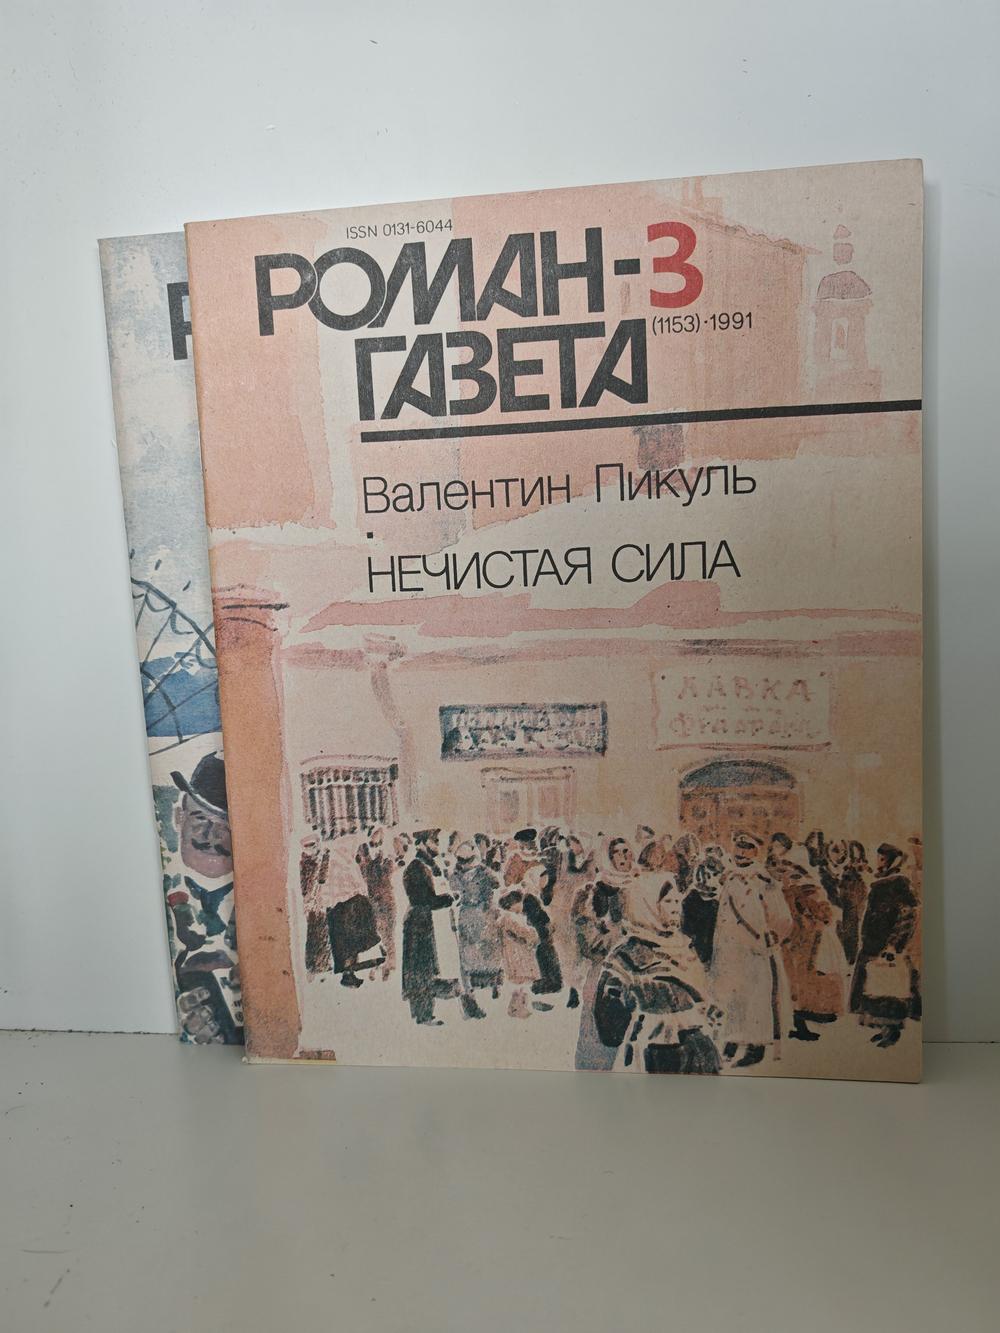 ISSN 0131-6044
РОМАН-3
ГАЗЕТА (1153)·1991
Валентин Пикуль
НЕЧИСТАЯ СИЛА
ЛАВКА
Р